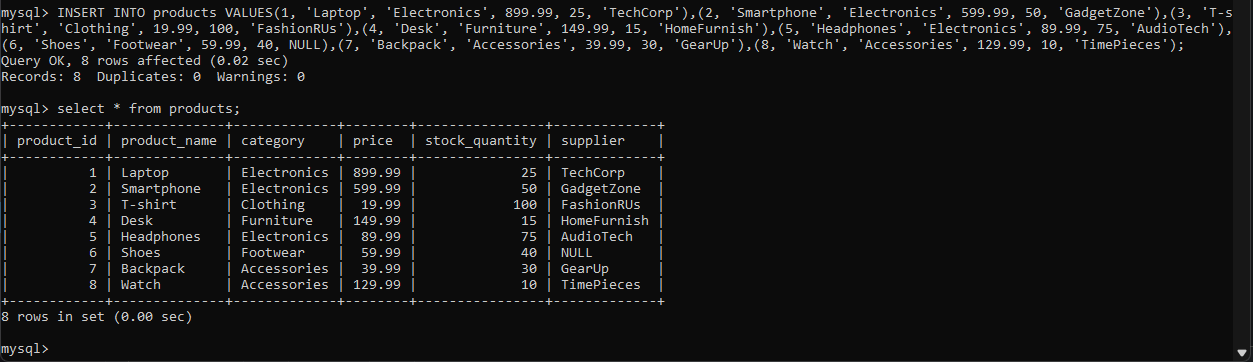 mysql> INSERT INTO products VALUES(1, 'Laptop', 'Electronics', 899.99, 25, 'TechCorp'),(2, 'Smartphone', 'Electronics', 599.99, 50, 'GadgetZone'),(3, 'T-s
hirt', 'Clothing', 19.99, 100, 'FashionRUs'),(4, 'Desk', 'Furniture', 149.99, 15, 'HomeFurnish'),(5, 'Headphones', 'Electronics', 89.99, 75, 'AudioTech'),
(6, 'Shoes', 'Footwear', 59.99, 40, NULL),(7, 'Backpack', 'Accessories', 39.99, 30, 'GearUp'),(8, 'Watch', 'Accessories', 129.99, 10, 'TimePieces');
Query OK, 8 rows affected (0.02 sec)
Records: 8  Duplicates: 0  Warnings: 0

mysql> select * from products;
+------------+--------------+-------------+--------+----------------+-------------+
| product_id | product_name | category    | price  | stock_quantity | supplier    |
+------------+--------------+-------------+--------+----------------+-------------+
|          1 | Laptop       | Electronics | 899.99 |             25 | TechCorp    |
|          2 | Smartphone   | Electronics | 599.99 |             50 | GadgetZone  |
|          3 | T-shirt      | Clothing    |  19.99 |            100 | FashionRUs  |
|          4 | Desk         | Furniture   | 149.99 |             15 | HomeFurnish |
|          5 | Headphones   | Electronics |  89.99 |             75 | AudioTech   |
|          6 | Shoes        | Footwear    |  59.99 |             40 | NULL        |
|          7 | Backpack     | Accessories |  39.99 |             30 | GearUp      |
|          8 | Watch        | Accessories | 129.99 |             10 | TimePieces  |
+------------+--------------+-------------+--------+----------------+-------------+
8 rows in set (0.00 sec)

mysql>